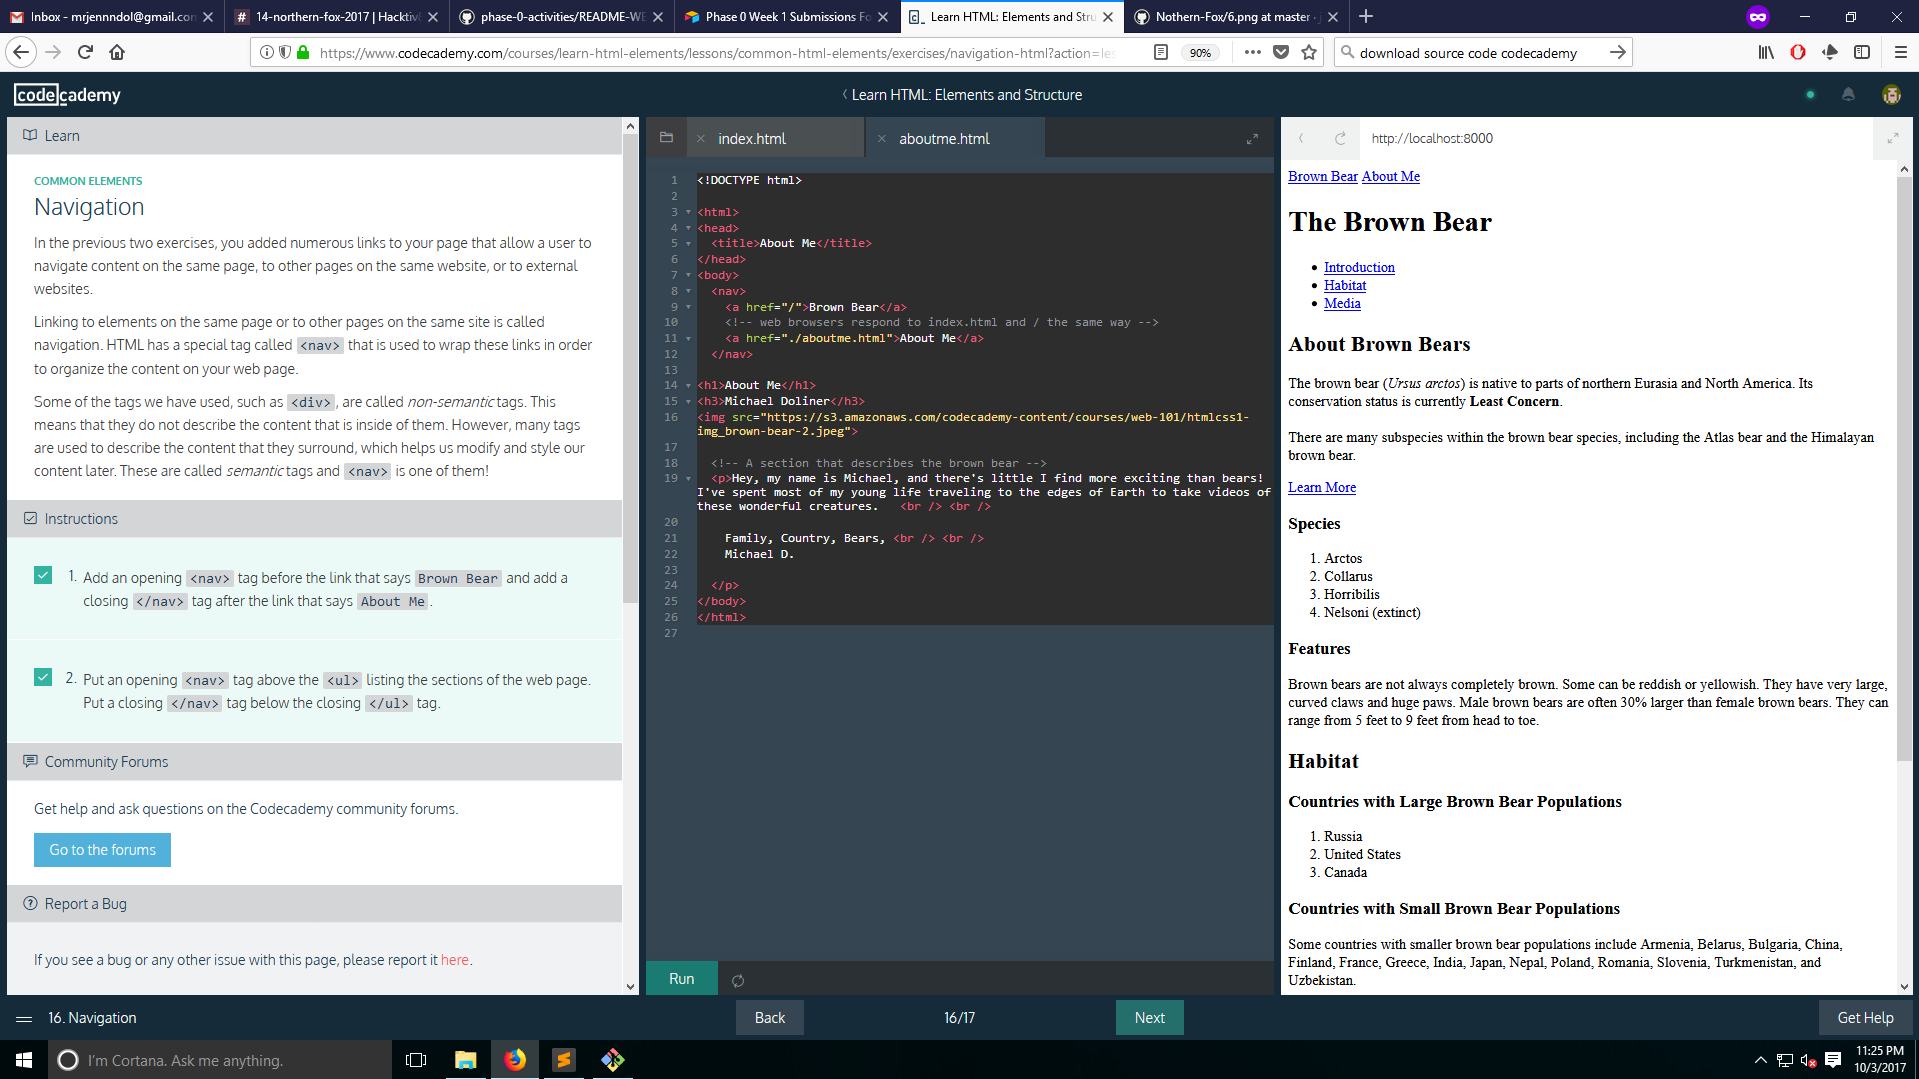 Inbox - mrjennndol@gmail.con
14-northern-fox-2017 | Hacktiv8
phase-0-activities/README-WE
Phase 0 Week 1 Submissions Fo
Learn HTML: Elements and Stru
Nothern-Fox/6.png at master ·
https://www.codecademy.com/courses/learn-html-elements/lessons/common-html-elements/exercises/navigation-html?action=les
90%
download source code codecademy
codecademy
Learn HTML: Elements and Structure
Learn
COMMON ELEMENTS
Navigation
In the previous two exercises, you added numerous links to your page that allow a user to
navigate content on the same page, to other pages on the same website, or to external
websites.
Linking to elements on the same page or to other pages on the same site is called
navigation. HTML has a special tag called <nav> that is used to wrap these links in order
to organize the content on your web page.
Some of the tags we have used, such as <div>, are called non-semantic tags. This
means that they do not describe the content that is inside of them. However, many tags
are used to describe the content that they surround, which helps us modify and style our
content later. These are called semantic tags and <nav> is one of them!
Instructions
1. Add an opening <nav> tag before the link that says Brown Bear and add a
closing </nav> tag after the link that says About Me.
2. Put an opening <nav> tag above the <ul> listing the sections of the web page.
Put a closing </nav> tag below the closing </ul> tag.
Community Forums
Get help and ask questions on the Codecademy community forums.
Go to the forums
Report a Bug
If you see a bug or any other issue with this page, please report it here.
index.html
aboutme.html
1 <!DOCTYPE html>
2
3 <html>
4 <head>
5 <title>About Me</title>
6 </head>
7 <body>
8 <nav>
9 <a href="/">Brown Bear</a>
10 <!-- web browsers respond to index.html and / the same way -->
11 <a href="./aboutme.html">About Me</a>
12 </nav>
13
14 <h1>About Me</h1>
15 <h3>Michael Doliner</h3>
16 <img src="https://s3.amazonaws.com/codecademy-content/courses/web-101/htmlcss1-
img_brown-bear-2.jpeg">
17
18 <!-- A section that describes the brown bear -->
19 <p>Hey, my name is Michael, and there's little I find more exciting than bears!
I've spent most of my young life traveling to the edges of Earth to take videos of
these wonderful creatures. <br /> <br />
20
21 Family, Country, Bears, <br /> <br />
22 Michael D.
23
24 </p>
25 </body>
26 </html>
27
Run
http://localhost:8000
Brown Bear About Me
The Brown Bear
Introduction
Habitat
Media
About Brown Bears
The brown bear (Ursus arctos) is native to parts of northern Eurasia and North America. Its
conservation status is currently Least Concern.
There are many subspecies within the brown bear species, including the Atlas bear and the Himalayan
brown bear.
Learn More
Species
1. Arctos
2. Collarus
3. Horribilis
4. Nelsoni (extinct)
Features
Brown bears are not always completely brown. Some can be reddish or yellowish. They have very large,
curved claws and huge paws. Male brown bears are often 30% larger than female brown bears. They can
range from 5 feet to 9 feet from head to toe.
Habitat
Countries with Large Brown Bear Populations
1. Russia
2. United States
3. Canada
Countries with Small Brown Bear Populations
Some countries with smaller brown bear populations include Armenia, Belarus, Bulgaria, China,
Finland, France, Greece, India, Japan, Nepal, Poland, Romania, Slovenia, Turkmenistan, and
Uzbekistan.
16. Navigation
Back
16/17
Next
Get Help
I'm Cortana. Ask me anything.
11:25 PM
10/3/2017